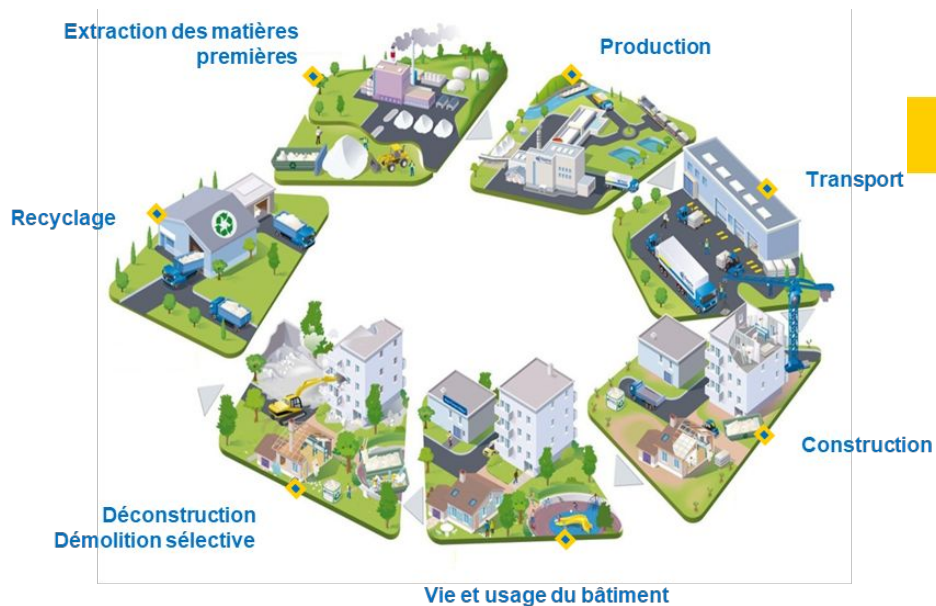 Extraction des matières
premières
Production
Transport
Construction
Vie et usage du bâtiment
Déconstruction
Démolition sélective
Recyclage